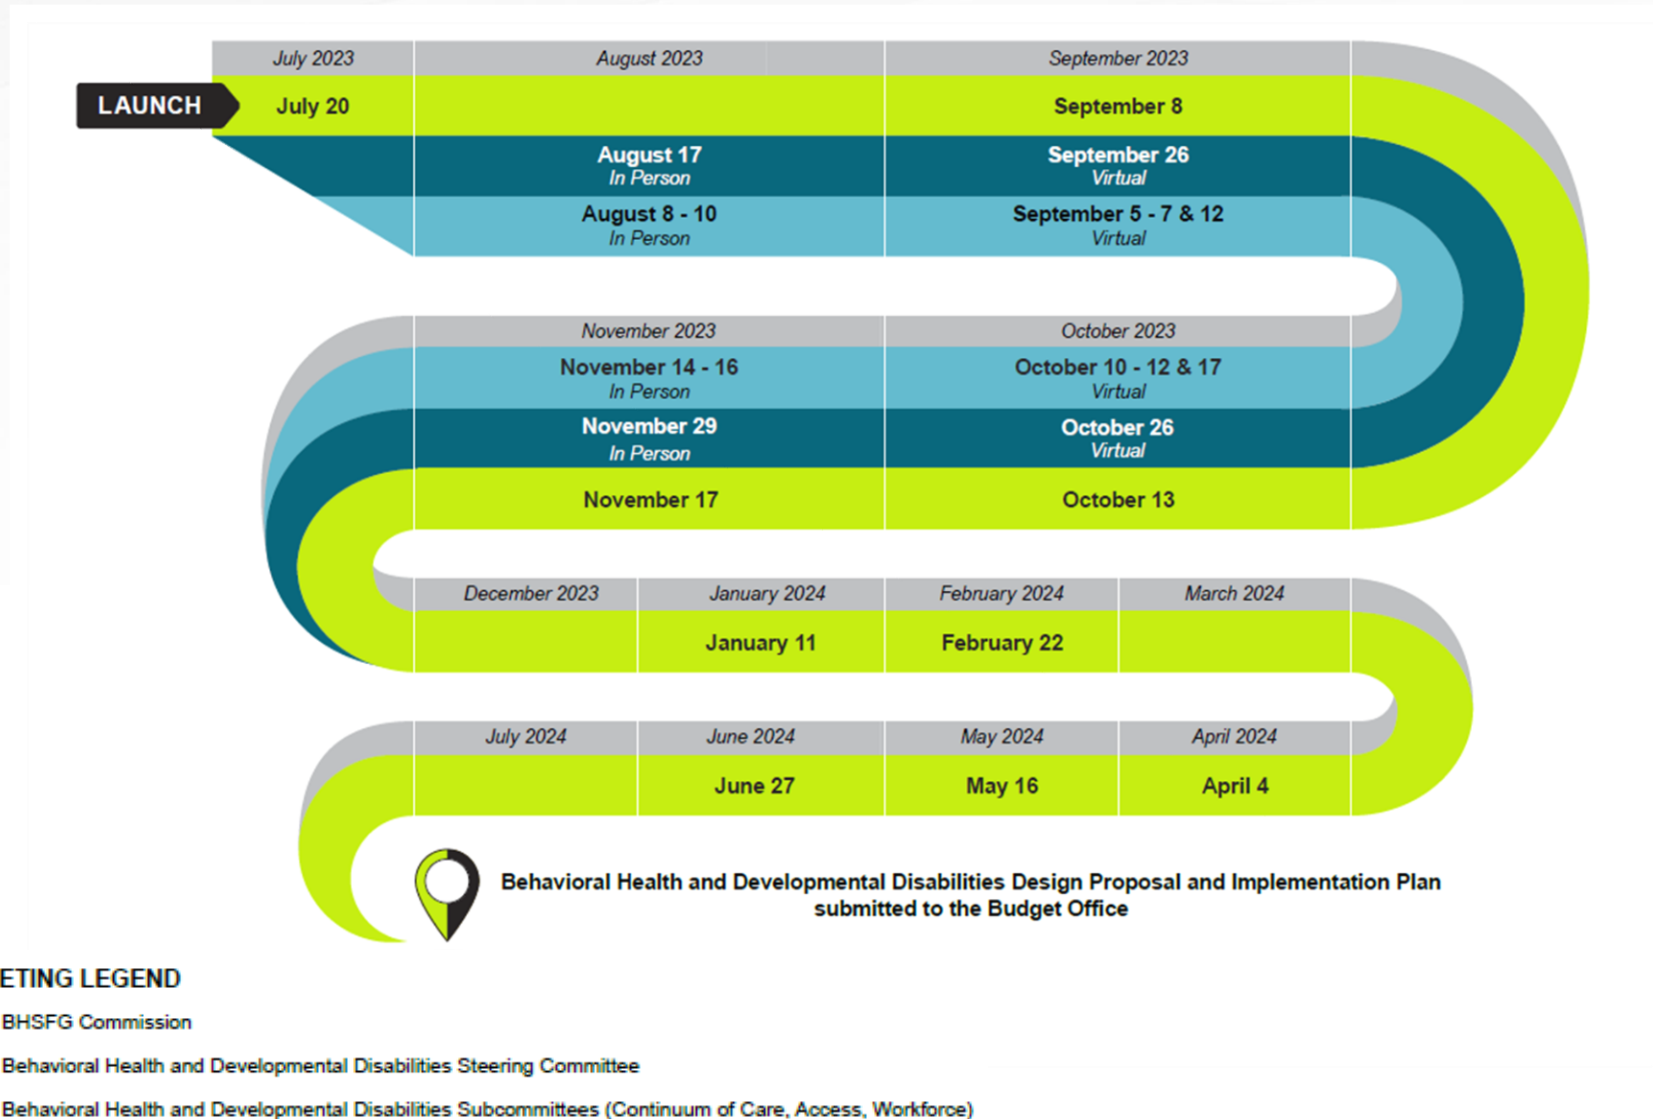 July 2023 August 2023 September 2023
LAUNCH July 20 September 8
August 17 September 26
In Person Virtual
August 8 - 10 September 5 - 7 & 12
In Person Virtual
November 2023 October 2023
November 14 - 16 October 10 - 12 & 17
In Person Virtual
November 29 October 26
In Person Virtual
November 17 October 13
December 2023 January 2024 February 2024 March 2024
January 11 February 22
July 2024 June 2024 May 2024 April 2024
June 27 May 16 April 4
Behavioral Health and Developmental Disabilities Design Proposal and Implementation Plan
submitted to the Budget Office
ETING LEGEND
BHSFG Commission
Behavioral Health and Developmental Disabilities Steering Committee
Behavioral Health and Developmental Disabilities Subcommittees (Continuum of Care, Access, Workforce)